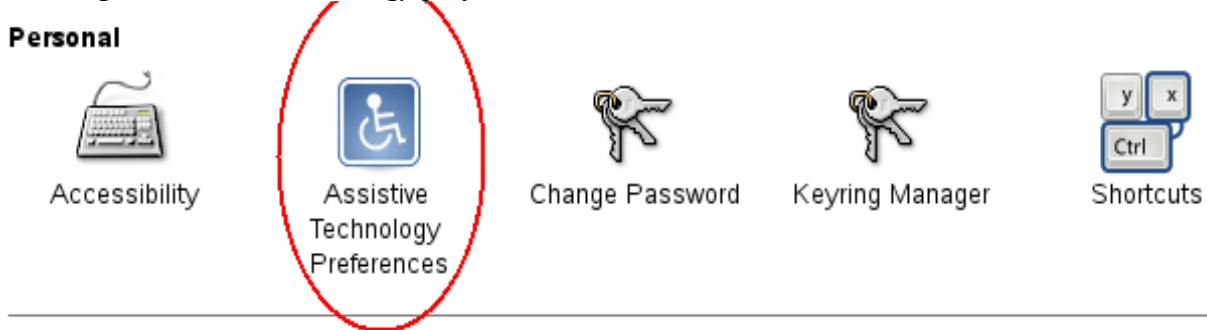 Personal
y x
Ctrl
Accessibility Assistive Change Password Keyring Manager Shortcuts
Technology
Preferences